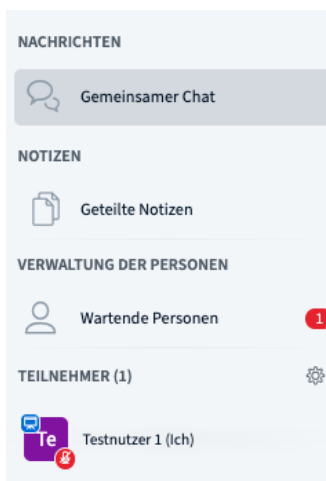 NACHRICHTEN
Gemeinsamer Chat
NOTIZEN
Geteilte Notizen
VERWALTUNG DER PERSONEN
Wartende Personen 1
TEILNEHMER (1)
Te Testnutzer 1 (Ich)